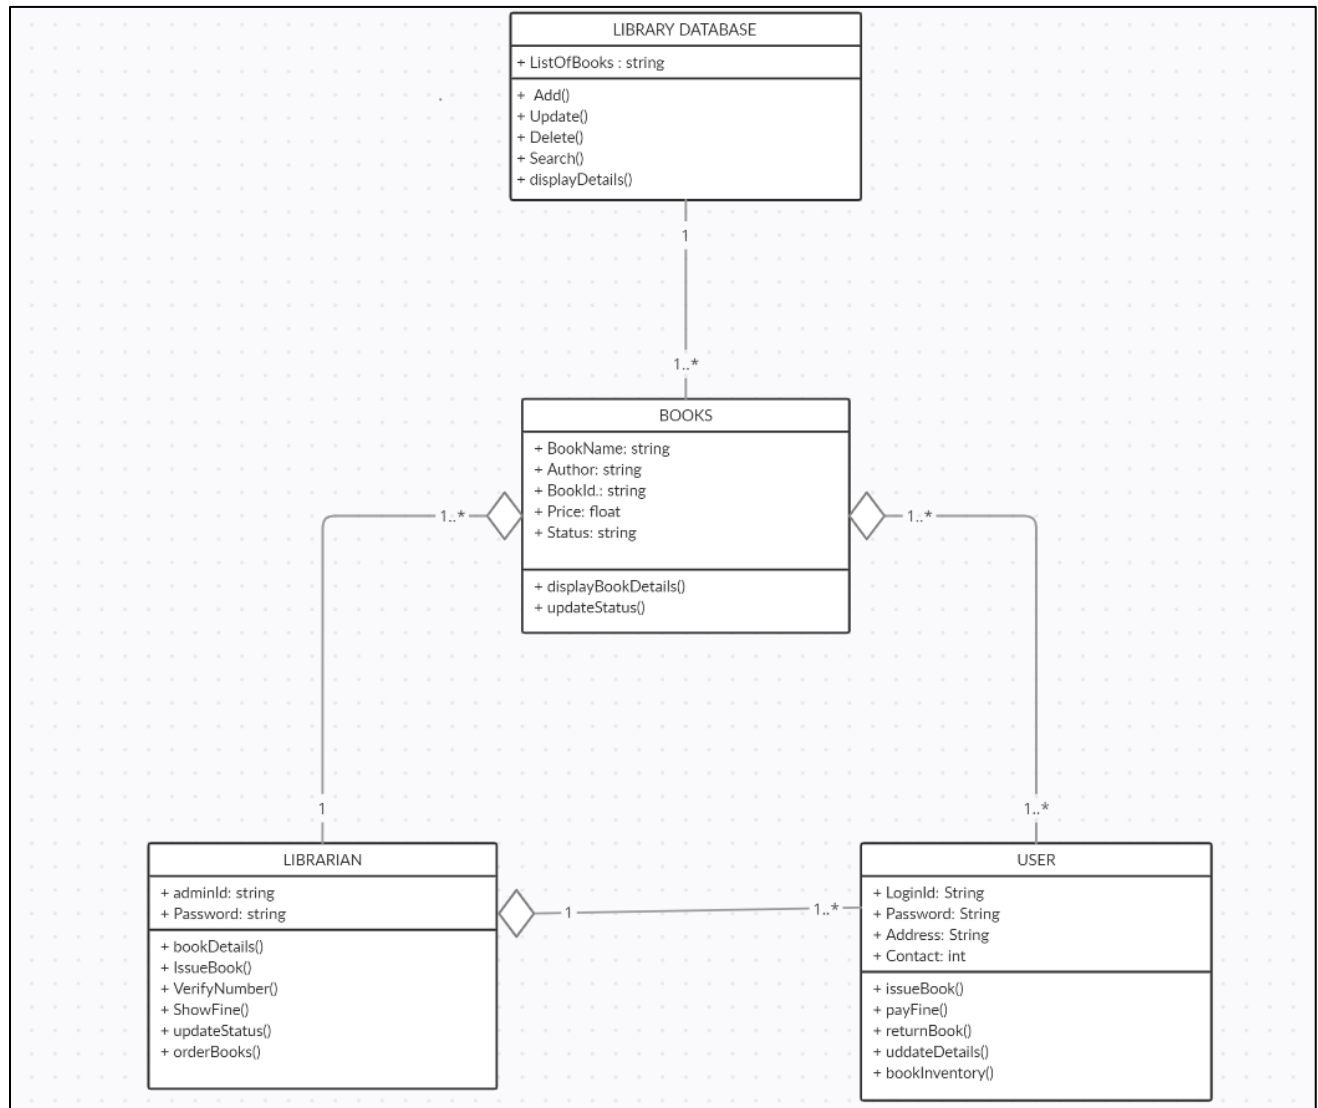 LIBRARY DATABASE
+ ListOfBooks : string
+ Add()
+ Update()
+ Delete()
+ Search()
+ displayDetails()
1
1..*
BOOKS
+ BookName: string
+ Author: string
+ BookId.: string
+ Price: float
+ Status: string
+ displayBookDetails()
+ updateStatus()
1..*
1..*
1
1..*
LIBRARIAN
+ adminId: string
+ Password: string
+ bookDetails()
+ IssueBook()
+ VerifyNumber()
+ ShowFine()
+ updateStatus()
+ orderBooks()
1
1..*
USER
+ LoginId: String
+ Password: String
+ Address: String
+ Contact: int
+ issueBook()
+ payFine()
+ returnBook()
+ uddateDetails()
+ bookInventory()